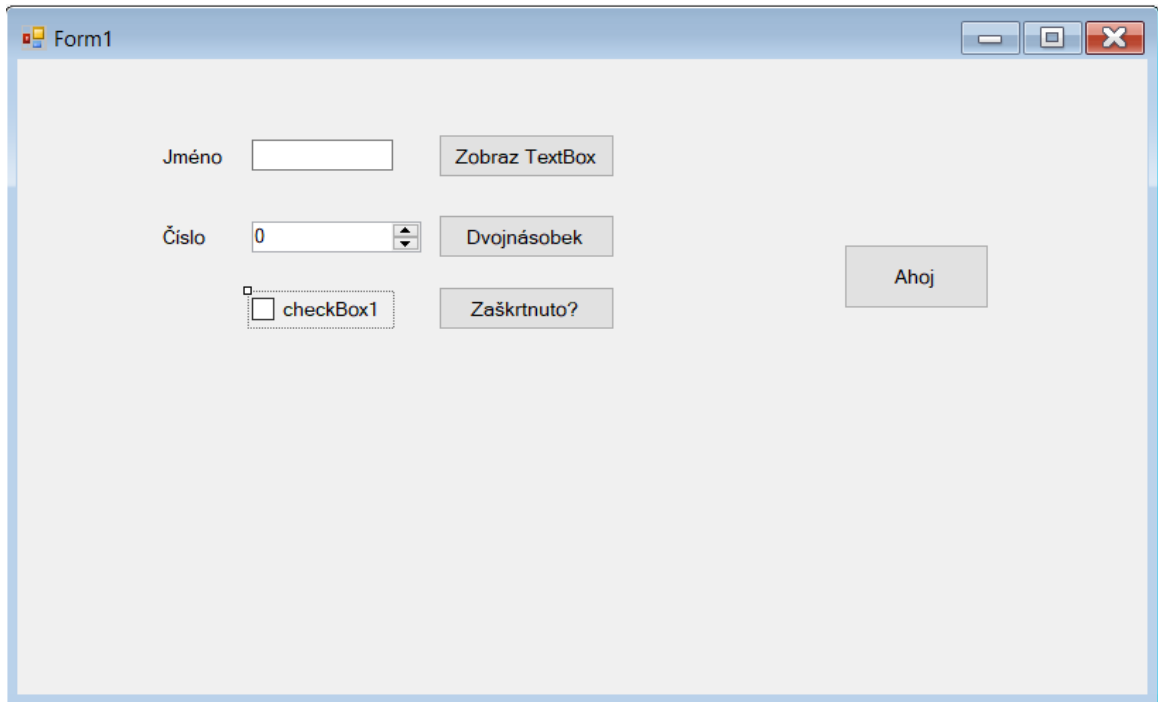 Form1
Jméno
Zobraz TextBox
Číslo
0
Dvojnásobek
Ahoj
checkBox1
Zaškrtnuto?